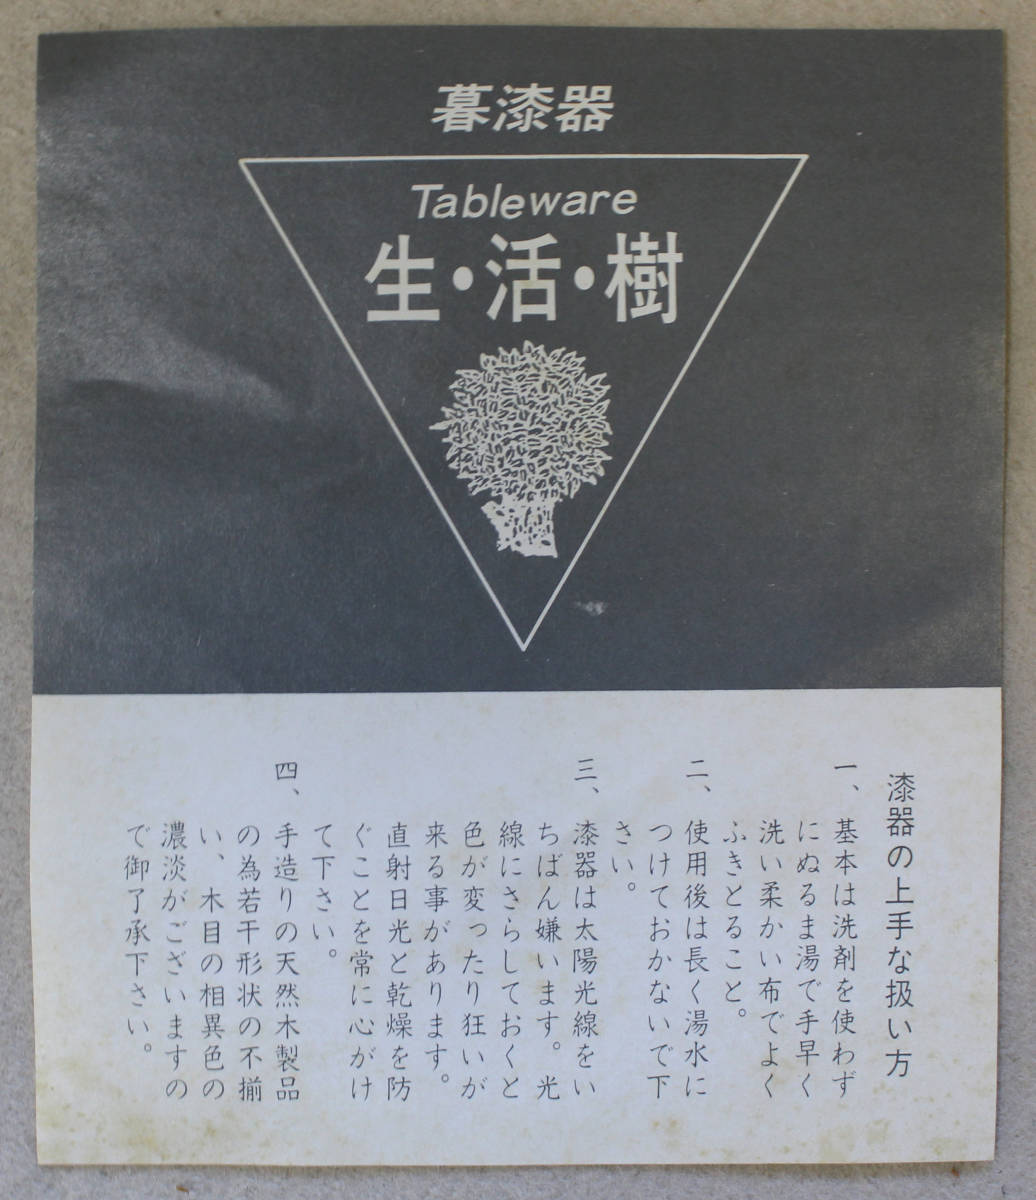 暮漆器
Tableware
生・活・樹
漆器の上手な扱い方
一、基本は洗剤を使わず
にぬるま湯で手早く
洗い柔かい布でよく
ふきとること。
二、使用後は長く湯水に
つけておかないで下
さい。
三、漆器は太陽光線をい
ちばん嫌います。光
線にさらしておくと
色が変ったり狂いが
来る事があります。
直射日光と乾燥を防
ぐことを常に心がけ
て下さい。
四、手造りの天然木製品
の為若干形状の不揃
い、木目の相異色の
濃淡がございますの
で御了承下さい。